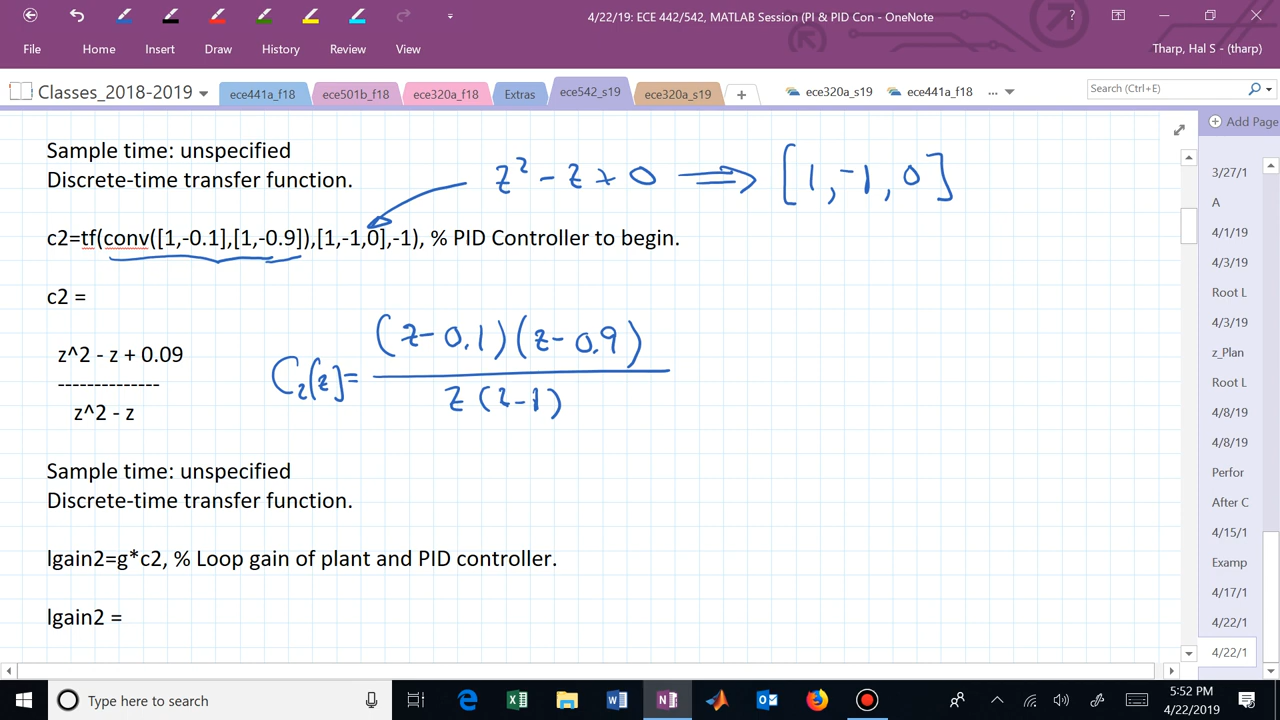 4/22/19: ECE 442/542, MATLAB Session (PI & PID Con - OneNote
File Home Insert Draw History Review View
Tharp, Hal S - (tharp)
Classes_2018-2019 ece441a_f18 ece501b_f18 ece320a_f18 Extras ece542_s19 ece320a_s19 + ece320a_s19 ece441a_f18 ...
Search (Ctrl+E)
Add Page
Sample time: unspecified
Discrete-time transfer function.
z² - z + 0 ⟹ [1, -1, 0]
c2=tf(conv([1,-0.1],[1,-0.9]),[1,-1,0],-1), % PID Controller to begin.
c2 =
z^2 - z + 0.09
--------------
z^2 - z
(z-0.1)(z-0.9)
C₂[z]=
z(z-1)
Sample time: unspecified
Discrete-time transfer function.
lgain2=g*c2, % Loop gain of plant and PID controller.
lgain2 =
3/27/1
A
4/1/19
4/3/19
Root L
4/3/19
z_Plan
Root L
4/8/19
4/8/19
Perfor
After C
4/15/1
Examp
4/17/1
4/22/1
4/22/1
Type here to search
5:52 PM
4/22/2019